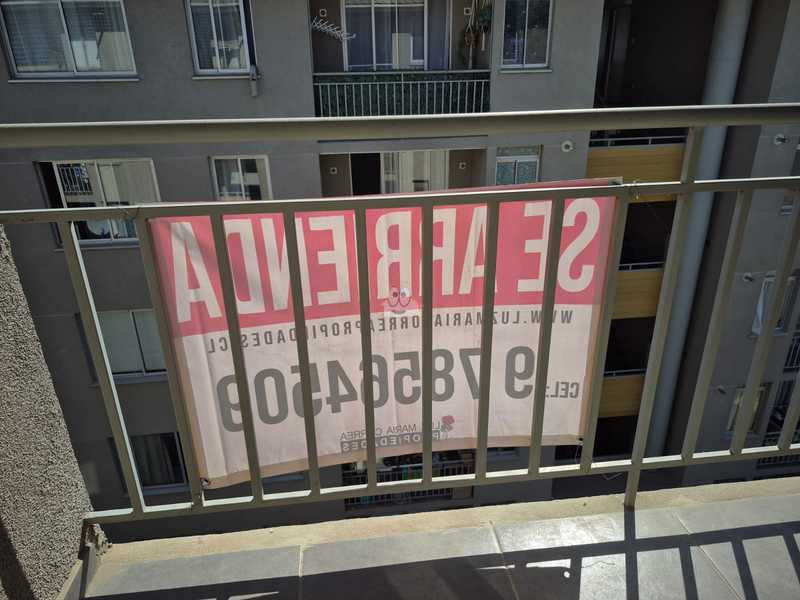 SE ARRIENDA
WWW.LUZMARIACORREAPROPIEDADES.CL
CEL: 9 78564509
LUZ MARIA CORREA
PROPIEDADES